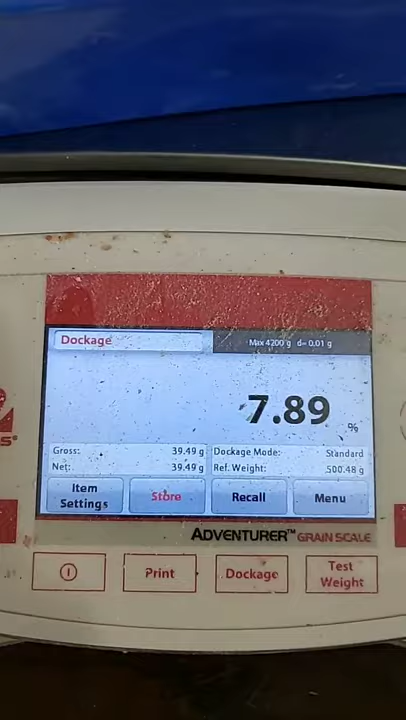 Dockage
Max 4200 g d= 0.01 g
7.89 %
Gross: 39.49 g Dockage Mode: Standard
Net: 39.49 g Ref. Weight: 500.48 g
Item Settings Store Recall Menu
ADVENTURER™ GRAIN SCALE
Print Dockage Test Weight